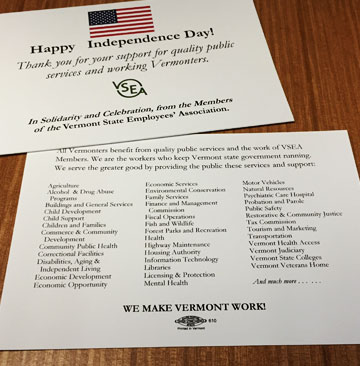 Happy Independence Day!
Thank you for your support for quality public
services and working Vermonters.
VSEA
In Solidarity and Celebration, from the Members
of the Vermont State Employees' Association.
All Vermonters benefit from quality public services and the work of VSEA
Members. We are the workers who keep Vermont state government running.
We serve the greater good by providing the public these services and support:
Agriculture
Alcohol & Drug Abuse
Programs
Buildings and General Services
Child Development
Child Support
Children and Families
Commerce & Community
Development
Community Public Health
Correctional Facilities
Disabilities, Aging &
Independent Living
Economic Development
Economic Opportunity
Economic Services
Environmental Conservation
Family Services
Finance and Management
Commission
Fiscal Operations
Fish and Wildlife
Forest Parks and Recreation
Health
Highway Maintenance
Housing Authority
Information Technology
Libraries
Licensing & Protection
Mental Health
Motor Vehicles
Natural Resources
Psychiatric Care Hospital
Probation and Parole
Public Safety
Restorative & Community Justice
Tax Commission
Tourism and Marketing
Transportation
Vermont Health Access
Vermont Judiciary
Vermont State Colleges
Vermont Veterans Home
And much more . . . . .
WE MAKE VERMONT WORK!
610
Printed in Vermont